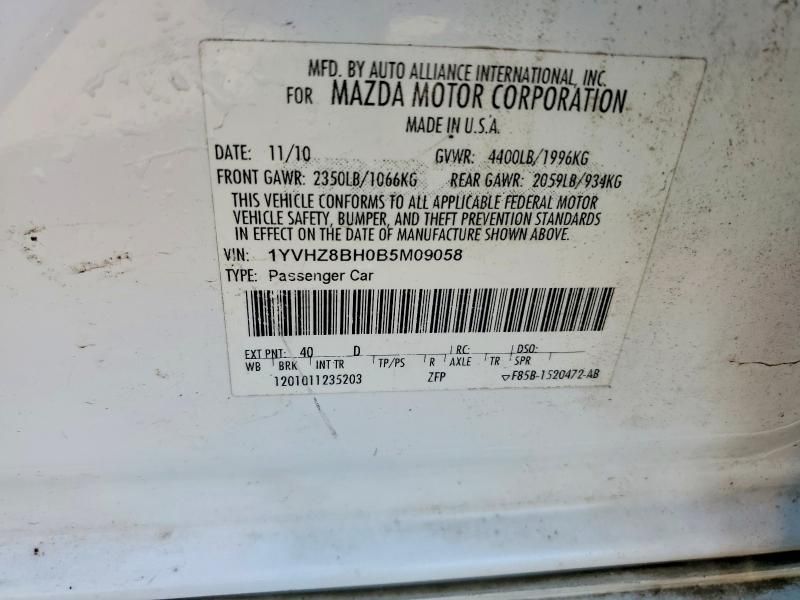 MFD. BY AUTO ALLIANCE INTERNATIONAL, INC.
FOR MAZDA MOTOR CORPORATION
MADE IN U.S.A.
DATE: 11/10 GVWR: 4400LB/1996KG
FRONT GAWR: 2350LB/1066KG REAR GAWR: 2059LB/934KG
THIS VEHICLE CONFORMS TO ALL APPLICABLE FEDERAL MOTOR
VEHICLE SAFETY, BUMPER, AND THEFT PREVENTION STANDARDS
IN EFFECT ON THE DATE OF MANUFACTURE SHOWN ABOVE.
VIN: 1YVHZ8BH0B5M09058
TYPE: Passenger Car
EXT PNT: 40 D RC: DSO:
WB BRK INT TR TP/PS R AXLE TR SPR
1201011235203 ZFP ▽F85B-1520472-AB